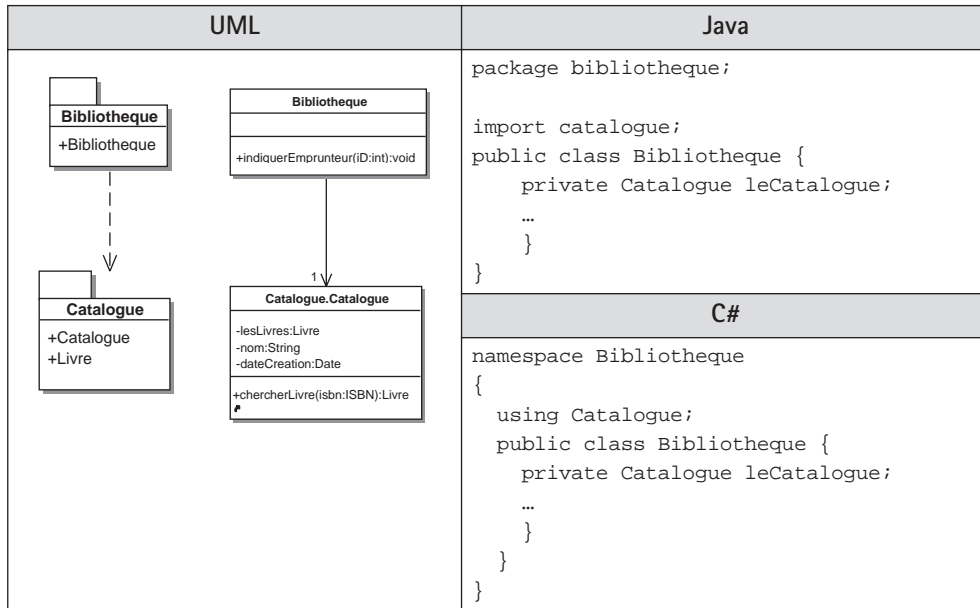 UML
Bibliotheque
+Bibliotheque
Catalogue
+Catalogue
+Livre
Bibliotheque
+indiquerEmprunteur(iD:int):void
1
Catalogue.Catalogue
-lesLivres:Livre
-nom:String
-dateCreation:Date
+chercherLivre(isbn:ISBN):Livre
Java
package bibliotheque;
import catalogue;
public class Bibliotheque {
private Catalogue leCatalogue;
…
}
}
C#
namespace Bibliotheque
{
using Catalogue;
public class Bibliotheque {
private Catalogue leCatalogue;
…
}
}
}